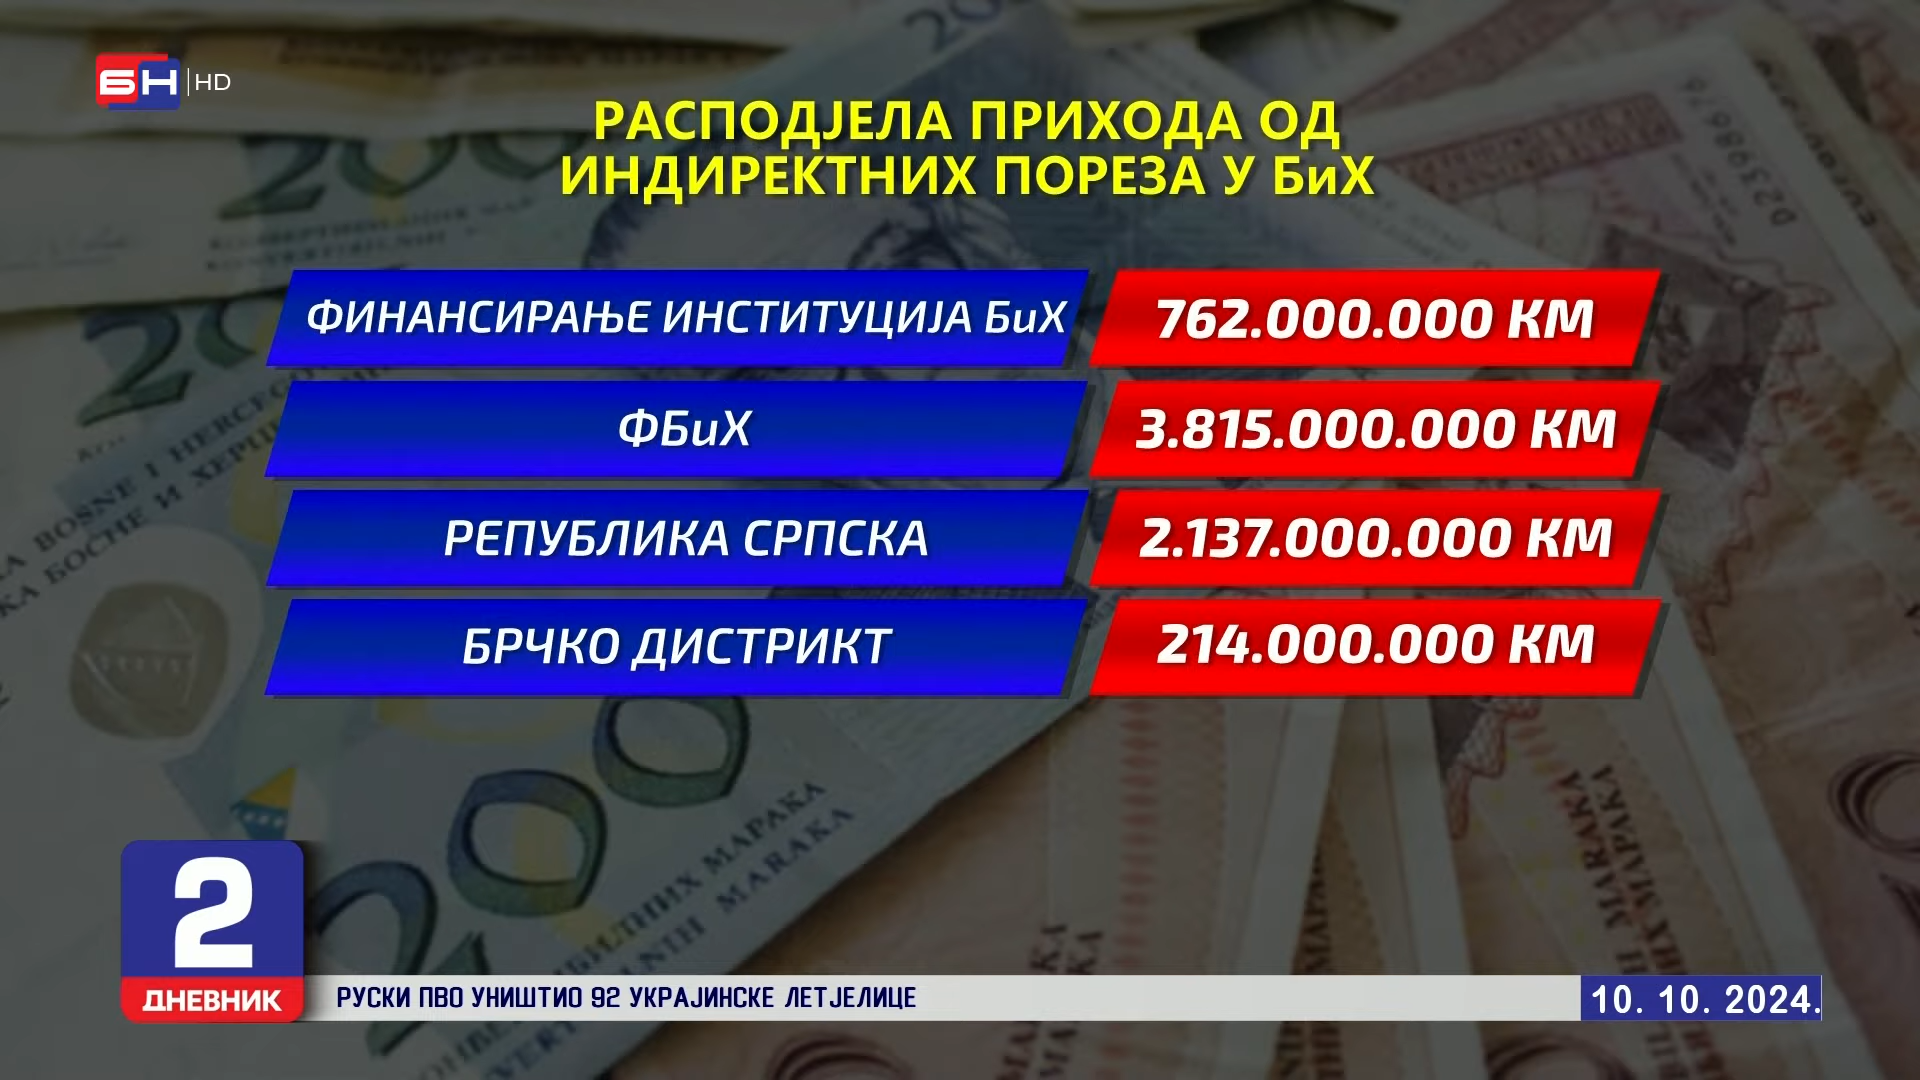 БН HD
РАСПОДЈЕЛА ПРИХОДА ОД
ИНДИРЕКТНИХ ПОРЕЗА У БиХ
ФИНАНСИРАЊЕ ИНСТИТУЦИЈА БиХ 762.000.000 КМ
ФБиХ 3.815.000.000 КМ
РЕПУБЛИКА СРПСКА 2.137.000.000 КМ
БРЧКО ДИСТРИКТ 214.000.000 КМ
2
ДНЕВНИК
РУСКИ ПВО УНИШТИО 92 УКРАЈИНСКЕ ЛЕТЈЕЛИЦЕ
10. 10. 2024.